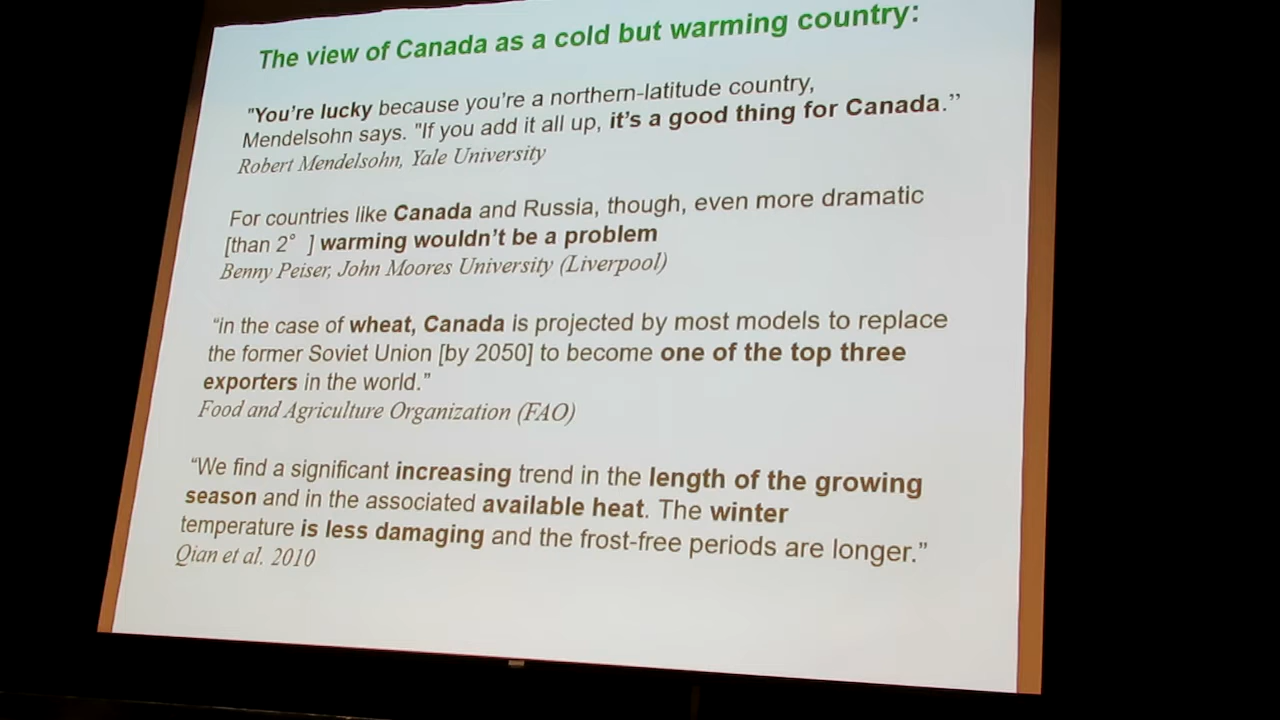 The view of Canada as a cold but warming country:
"You're lucky because you're a northern-latitude country,
Mendelsohn says. "If you add it all up, it's a good thing for Canada.”
Robert Mendelsohn, Yale University
For countries like Canada and Russia, though, even more dramatic
[than 2° ] warming wouldn't be a problem
Benny Peiser, John Moores University (Liverpool)
“in the case of wheat, Canada is projected by most models to replace
the former Soviet Union [by 2050] to become one of the top three
exporters in the world.”
Food and Agriculture Organization (FAO)
“We find a significant increasing trend in the length of the growing
season and in the associated available heat. The winter
temperature is less damaging and the frost-free periods are longer.”
Qian et al. 2010